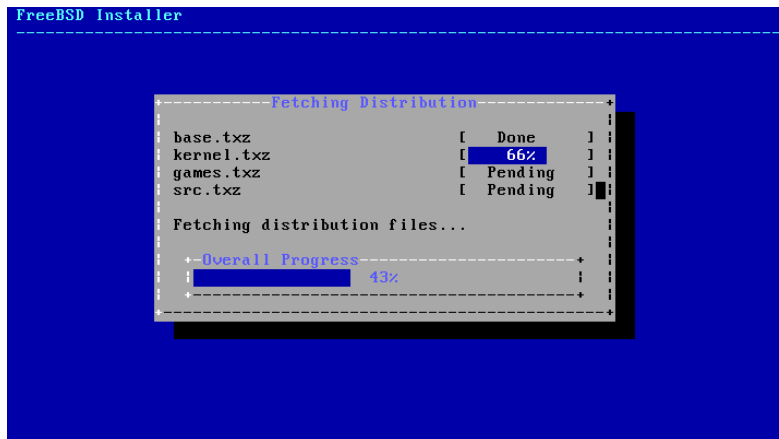 FreeBSD Installer
Fetching Distribution
base.txz [ Done ]
kernel.txz [ 66% ]
games.txz [ Pending ]
src.txz [ Pending ]
Fetching distribution files...
Overall Progress
43%